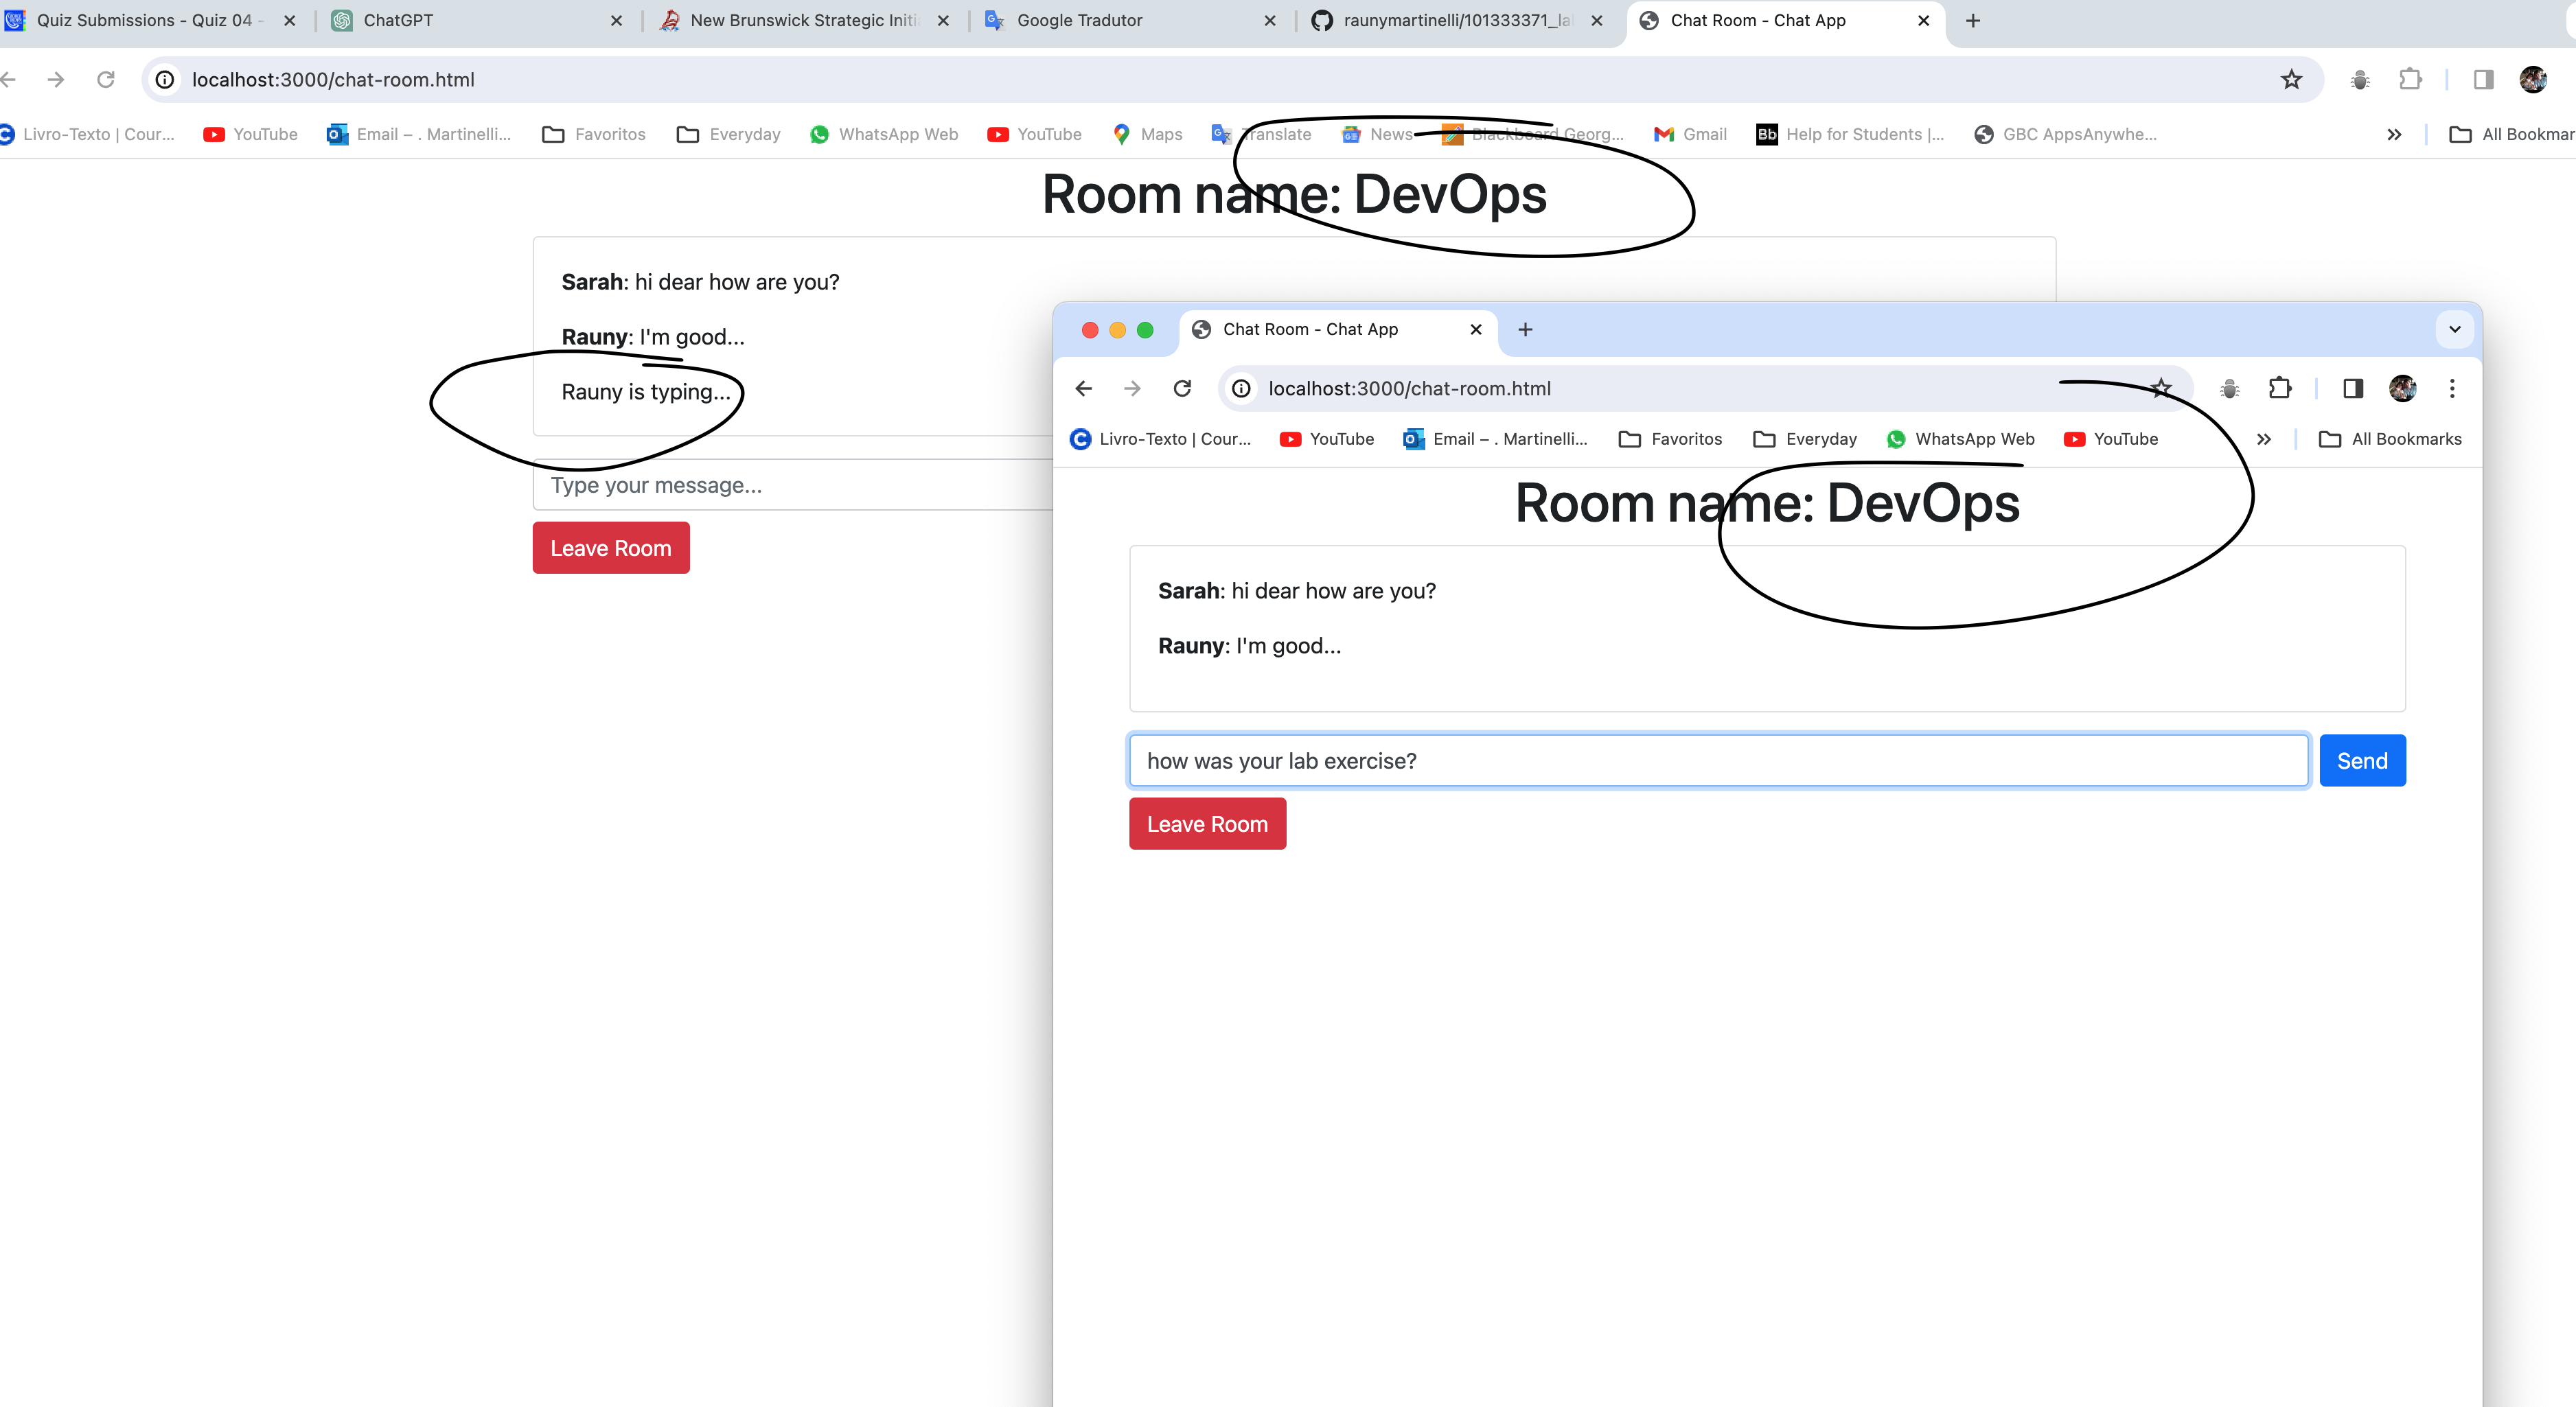 Quiz Submissions - Quiz 04 -
ChatGPT
New Brunswick Strategic Initi
Google Tradutor
raunymartinelli/101333371_la
Chat Room - Chat App
localhost:3000/chat-room.html
Livro-Texto | Cour... YouTube Email – . Martinelli... Favoritos Everyday WhatsApp Web YouTube Maps Translate News Blackboard Georg... Gmail Bb Help for Students |... GBC AppsAnywhe... All Bookmar
Room name: DevOps
Sarah: hi dear how are you?
Rauny: I'm good...
Rauny is typing...
Type your message...
Leave Room
Chat Room - Chat App
localhost:3000/chat-room.html
Livro-Texto | Cour... YouTube Email – . Martinelli... Favoritos Everyday WhatsApp Web YouTube All Bookmarks
Room name: DevOps
Sarah: hi dear how are you?
Rauny: I'm good...
how was your lab exercise? Send
Leave Room